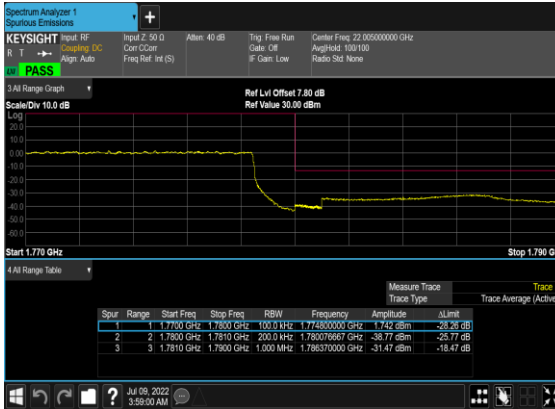 Spectrum Analyzer 1
Spurious Emissions
KEYSIGHT Input: RF Input Z: 50 Ω Atten: 40 dB Trig: Free Run Center Freq: 22.005000000 GHz
R T Coupling: DC Corr CCorr Gate: Off Avg|Hold: 100/100
Align: Auto Freq Ref: Int (S) IF Gain: Low Radio Std: None
PASS
3 All Range Graph
Ref Lvl Offset 7.80 dB
Scale/Div 10.0 dB Ref Value 30.00 dBm
Log
20.0
10.0
0.00
-10.0
-20.0
-30.0
-40.0
-50.0
-60.0
Start 1.770 GHz Stop 1.790 G
4 All Range Table
Measure Trace Trace
Trace Type Trace Average (Active
Spur Range Start Freq Stop Freq RBW Frequency Amplitude ΔLimit
1 1 1.7700 GHz 1.7800 GHz 100.0 kHz 1.774800000 GHz 1.742 dBm -28.26 dB
2 2 1.7800 GHz 1.7810 GHz 200.0 kHz 1.780076667 GHz -38.77 dBm -25.77 dB
3 3 1.7810 GHz 1.7900 GHz 1.000 MHz 1.786370000 GHz -31.47 dBm -18.47 dB
Jul 09, 2022
3:59:00 AM